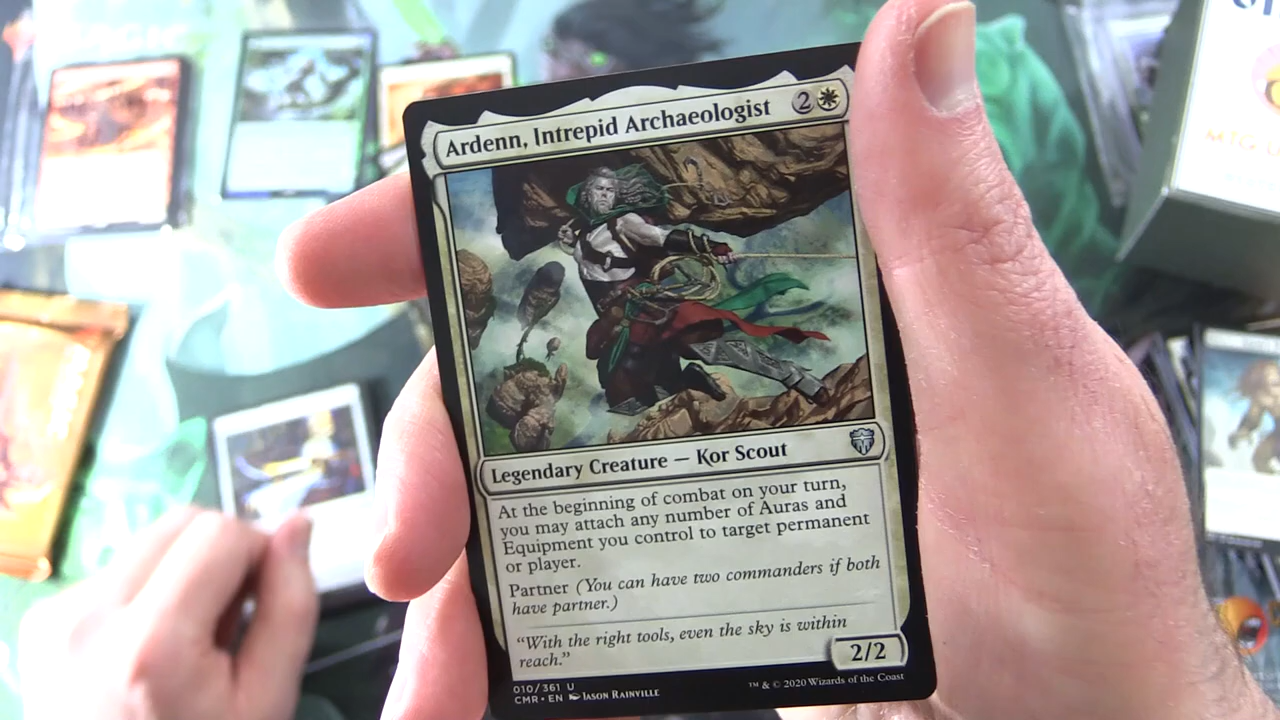 Ardenn, Intrepid Archaeologist 2
Legendary Creature — Kor Scout
At the beginning of combat on your turn,
you may attach any number of Auras and
Equipment you control to target permanent
or player.
Partner (You can have two commanders if both
have partner.)
“With the right tools, even the sky is within
reach.”
2/2
010/361 U
CMR • EN Jason Rainville
™ & © 2020 Wizards of the Coast